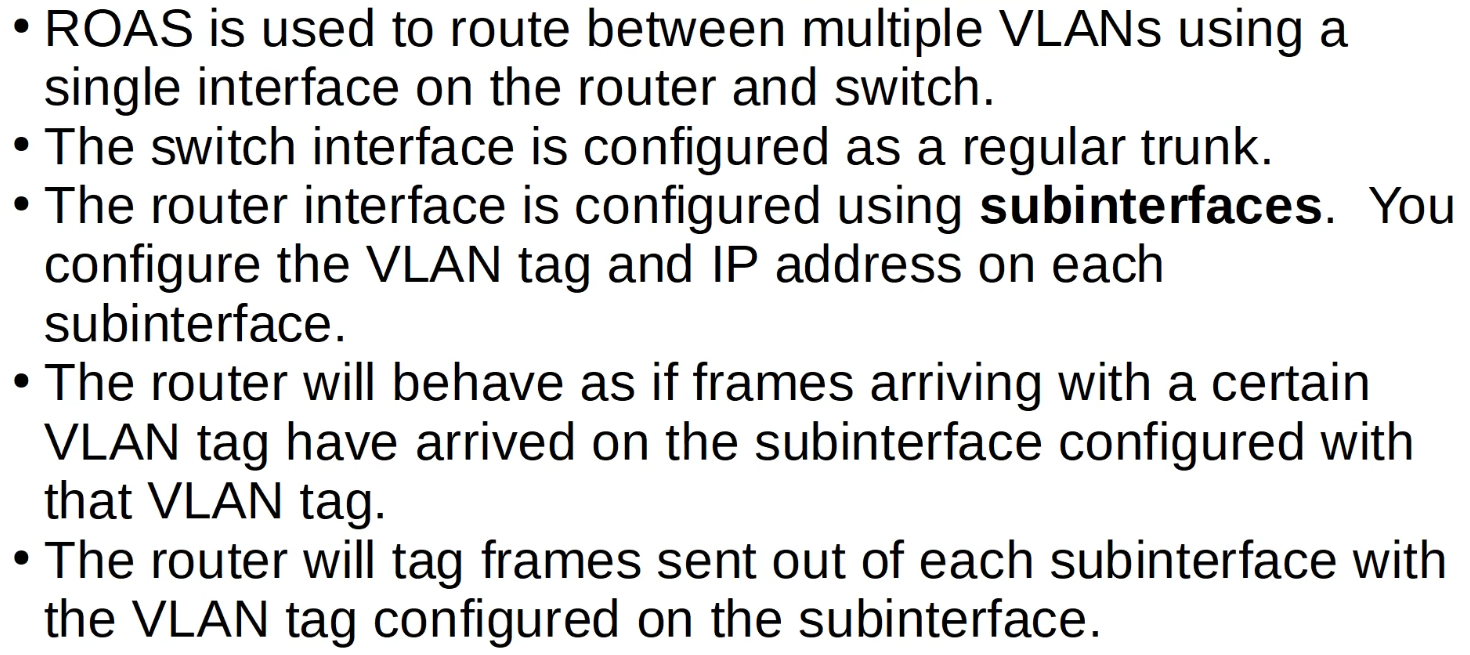 • ROAS is used to route between multiple VLANs using a
single interface on the router and switch.
• The switch interface is configured as a regular trunk.
• The router interface is configured using subinterfaces.  You
configure the VLAN tag and IP address on each
subinterface.
• The router will behave as if frames arriving with a certain
VLAN tag have arrived on the subinterface configured with
that VLAN tag.
• The router will tag frames sent out of each subinterface with
the VLAN tag configured on the subinterface.